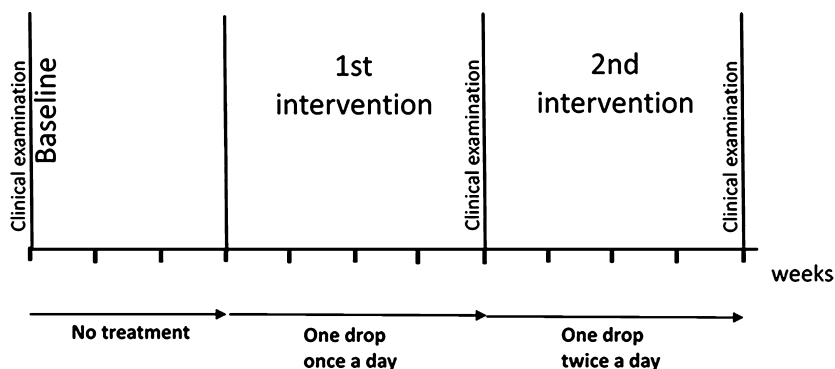 Clinical examination
Baseline
1st
intervention
Clinical examination
2nd
intervention
Clinical examination
weeks
No treatment
One drop
once a day
One drop
twice a day